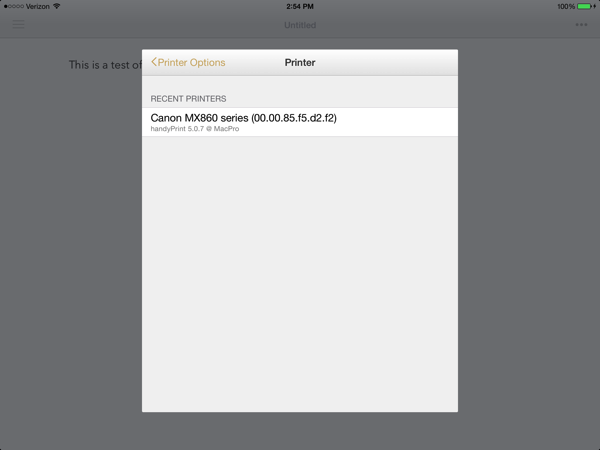 Verizon 2:54 PM 100%
Untitled
This is a test of
Printer Options Printer
RECENT PRINTERS
Canon MX860 series (00.00.85.f5.d2.f2)
handyPrint 5.0.7 @ MacPro